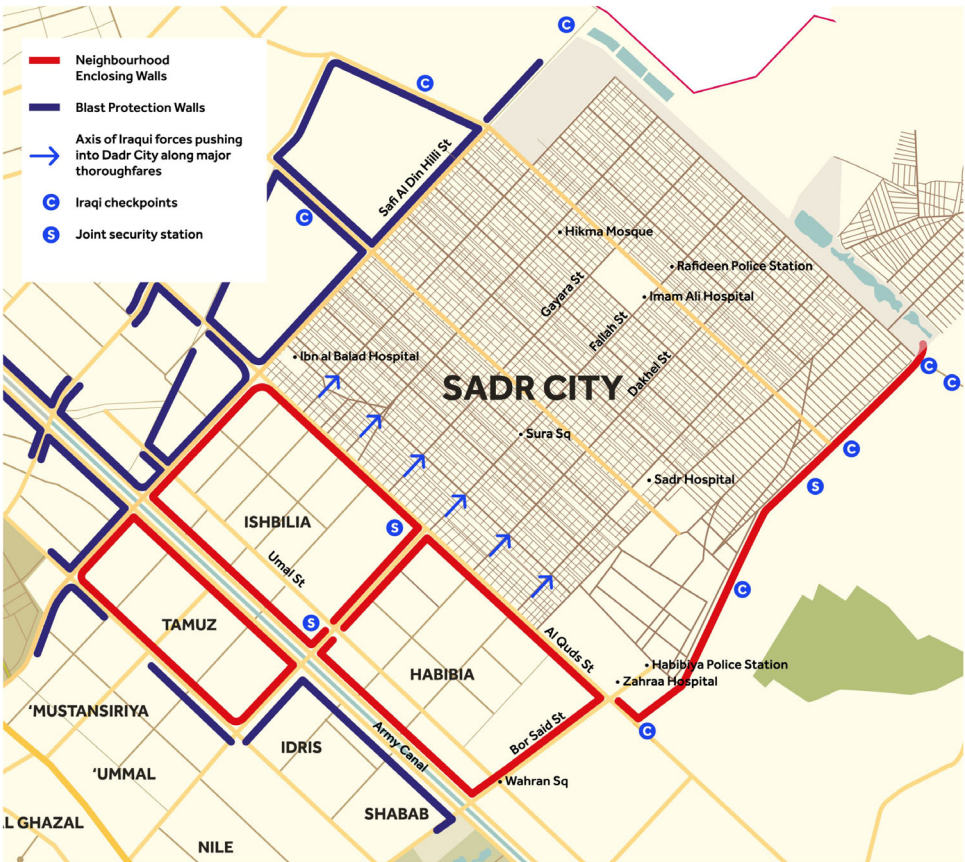 Neighbourhood
Enclosing Walls
Blast Protection Walls
Axis of Iraqui forces pushing
into Dadr City along major
thoroughfares
C
Iraqi checkpoints
S
Joint security station
C
C
C
Safi Al Din Hilli St
Hikma Mosque
Rafideen Police Station
Gayara St
Imam Ali Hospital
Fallah St
Ibn al Balad Hospital
Dakhel St
C
C
SADR CITY
Sura Sq
C
Sadr Hospital
S
ISHBILIA
S
Umal St
C
TAMUZ
S
Al Quds St
HABIBIA
Habibiya Police Station
Zahraa Hospital
'MUSTANSIRIYA
Bor Said St
C
IDRIS
Army Canal
'UMMAL
Wahran Sq
SHABAB
L GHAZAL
NILE